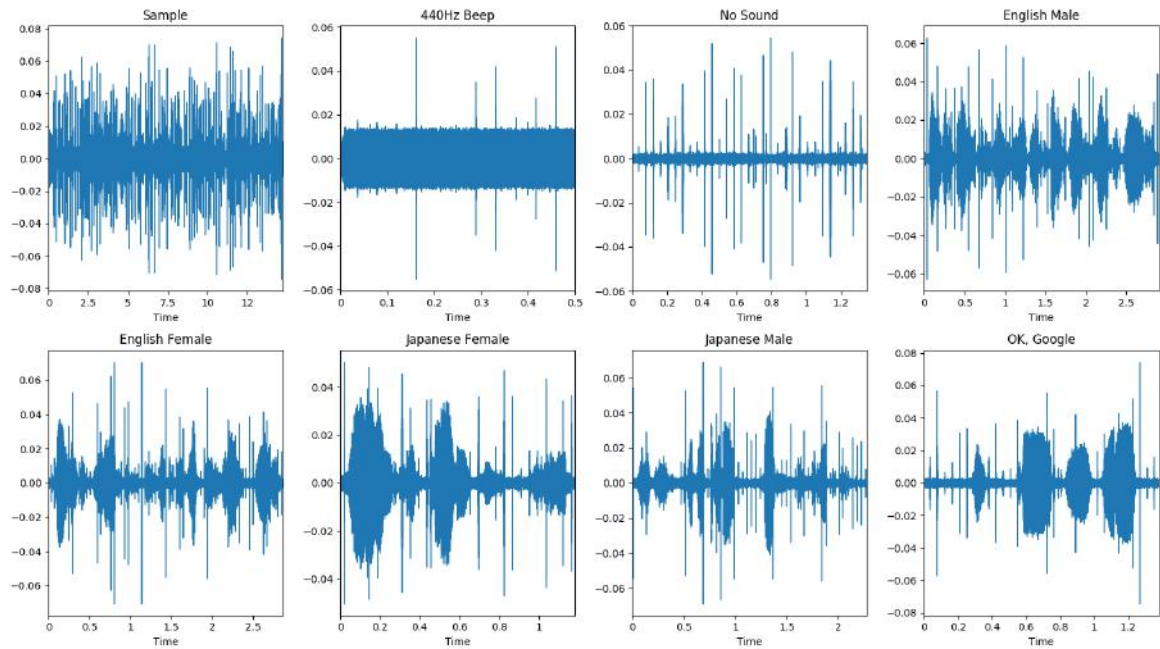 Sample
0.08
0.06
0.04
0.02
0.00
−0.02
−0.04
−0.06
−0.08
0 2.5 5 7.5 10 12.5
Time
440Hz Beep
0.06
0.04
0.02
0.00
−0.02
−0.04
−0.06
0 0.1 0.2 0.3 0.4 0.5
Time
No Sound
0.06
0.04
0.02
0.00
−0.02
−0.04
−0.06
0 0.2 0.4 0.6 0.8 1 1.2
Time
English Male
0.06
0.04
0.02
0.00
−0.02
−0.04
−0.06
0 0.5 1 1.5 2 2.5
Time
English Female
0.06
0.04
0.02
0.00
−0.02
−0.04
−0.06
0 0.5 1 1.5 2 2.5
Time
Japanese Female
0.04
0.02
0.00
−0.02
−0.04
0 0.2 0.4 0.6 0.8 1
Time
Japanese Male
0.06
0.04
0.02
0.00
−0.02
−0.04
−0.06
0 0.5 1 1.5 2
Time
OK, Google
0.08
0.06
0.04
0.02
0.00
−0.02
−0.04
−0.06
−0.08
0 0.2 0.4 0.6 0.8 1 1.2
Time